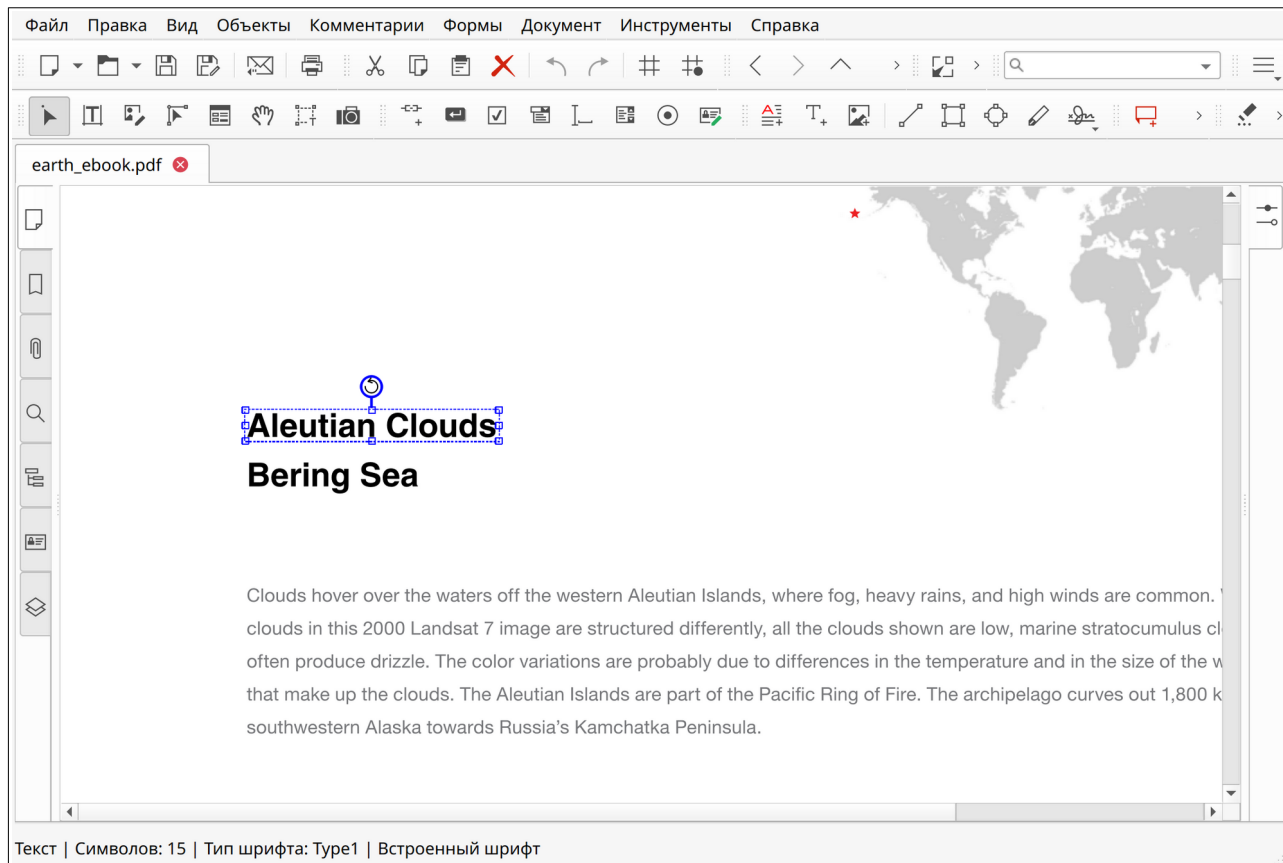 Файл Правка Вид Объекты Комментарии Формы Документ Инструменты Справка
earth_ebook.pdf
Aleutian Clouds
Bering Sea
Clouds hover over the waters off the western Aleutian Islands, where fog, heavy rains, and high winds are common.
clouds in this 2000 Landsat 7 image are structured differently, all the clouds shown are low, marine stratocumulus cl
often produce drizzle. The color variations are probably due to differences in the temperature and in the size of the w
that make up the clouds. The Aleutian Islands are part of the Pacific Ring of Fire. The archipelago curves out 1,800 k
southwestern Alaska towards Russia’s Kamchatka Peninsula.
Текст | Символов: 15 | Тип шрифта: Type1 | Встроенный шрифт